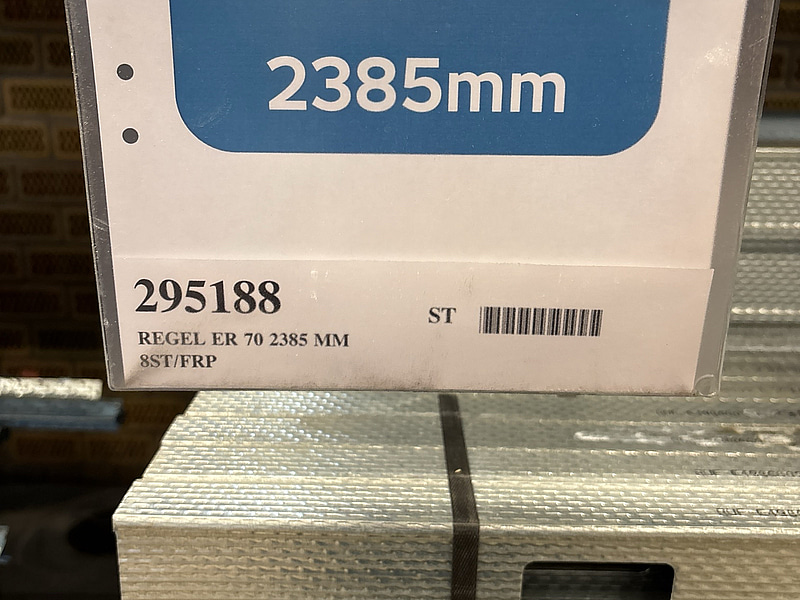 2385mm
295188
ST
REGEL ER 70 2385 MM
8ST/FRP